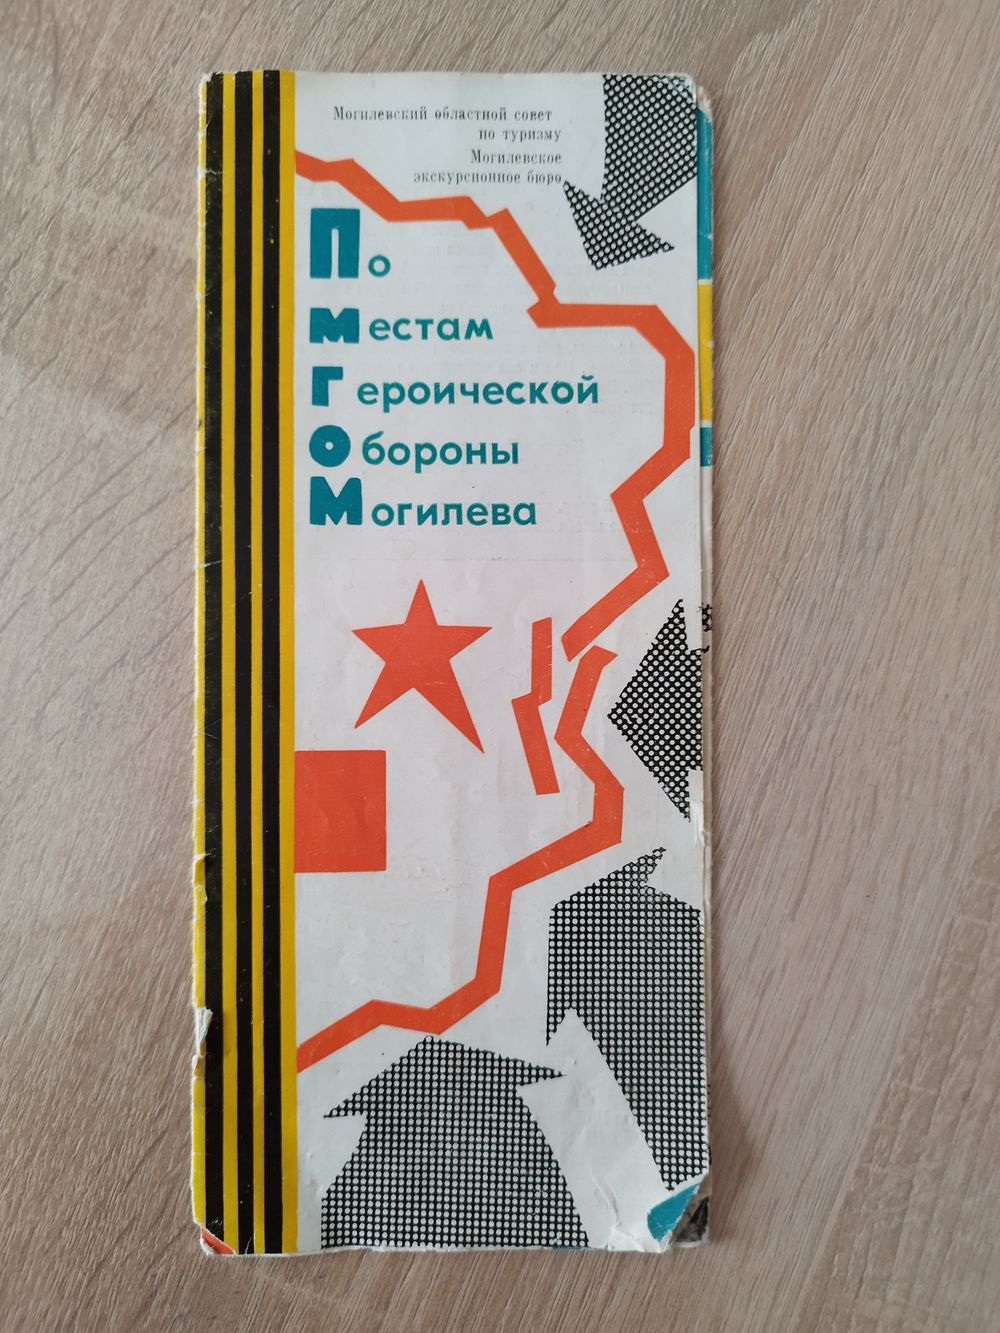 Могилевский областной совет
по туризму
Могилевское
экскурсионное бюро
По
местам
героической
обороны
Могилева